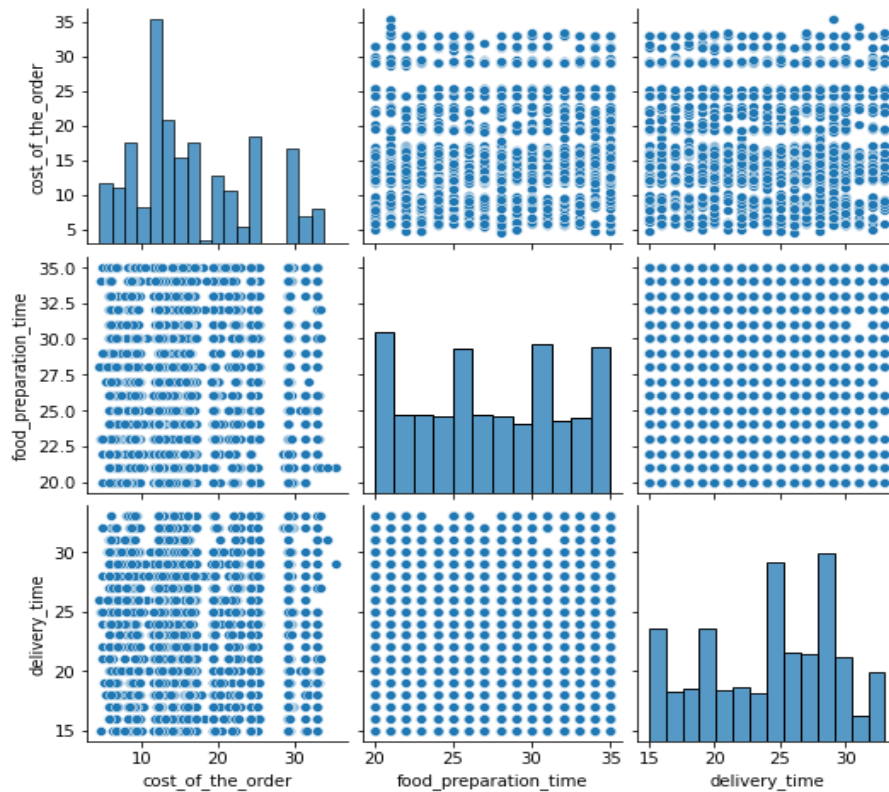 35
30
25
20
15
10
5
cost_of_the_order
35.0
32.5
30.0
27.5
25.0
22.5
20.0
food_preparation_time
30
25
20
15
delivery_time
10 20 30
cost_of_the_order
20 25 30 35
food_preparation_time
15 20 25 30
delivery_time